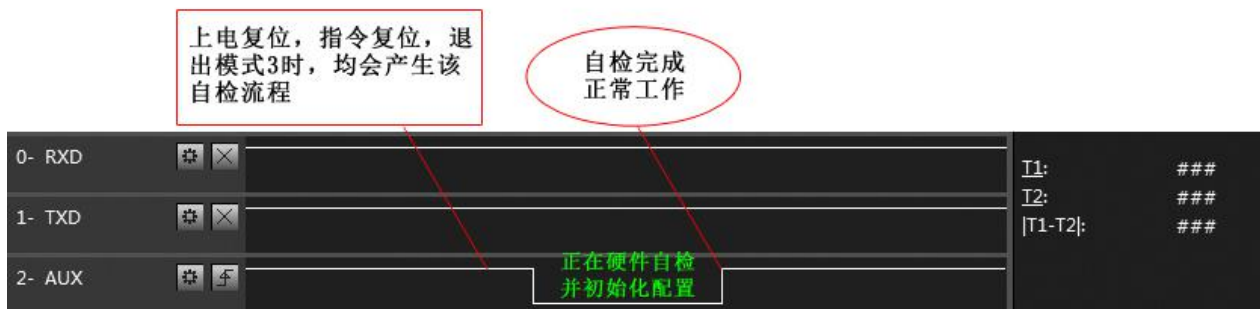 上电复位，指令复位，退
出模式3时，均会产生该
自检流程
自检完成
正常工作
0- RXD
1- TXD
2- AUX
正在硬件自检
并初始化配置
T1: ###
T2: ###
|T1-T2|: ###